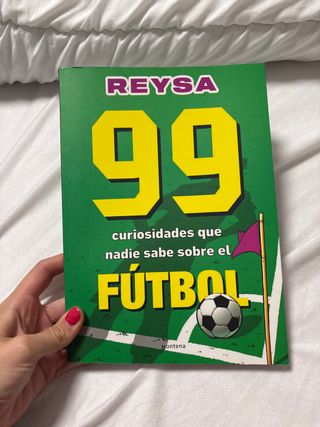 REYSA
99
curiosidades que
nadie sabe sobre el
FÚTBOL
Montena